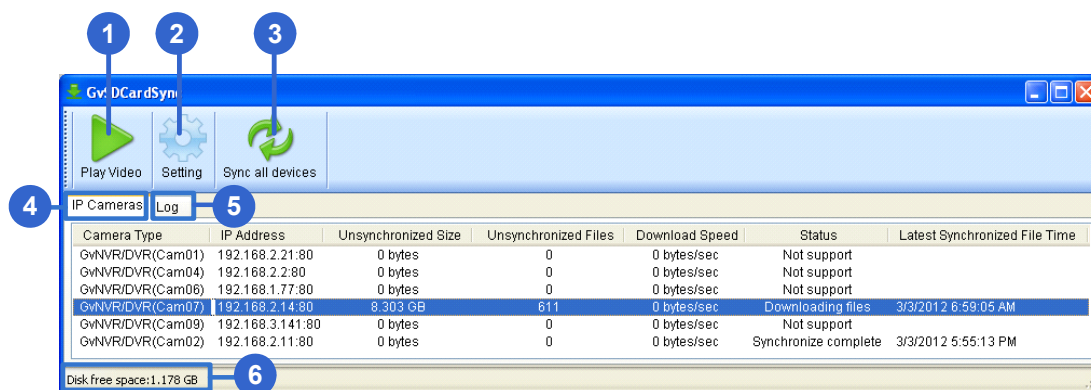 1 2 3
GvSDCardSync
Play Video Setting Sync all devices
4 IP Cameras Log 5
Camera Type IP Address Unsynchronized Size Unsynchronized Files Download Speed Status Latest Synchronized File Time
GvNVR/DVR(Cam01) 192.168.2.21:80 0 bytes 0 0 bytes/sec Not support
GvNVR/DVR(Cam04) 192.168.2.2:80 0 bytes 0 0 bytes/sec Not support
GvNVR/DVR(Cam06) 192.168.1.77:80 0 bytes 0 0 bytes/sec Not support
GvNVR/DVR(Cam07) 192.168.2.14:80 8.303 GB 611 0 bytes/sec Downloading files 3/3/2012 6:59:05 AM
GvNVR/DVR(Cam09) 192.168.3.141:80 0 bytes 0 0 bytes/sec Not support
GvNVR/DVR(Cam02) 192.168.2.11:80 0 bytes 0 0 bytes/sec Synchronize complete 3/3/2012 5:55:13 PM
Disk free space:1.178 GB 6